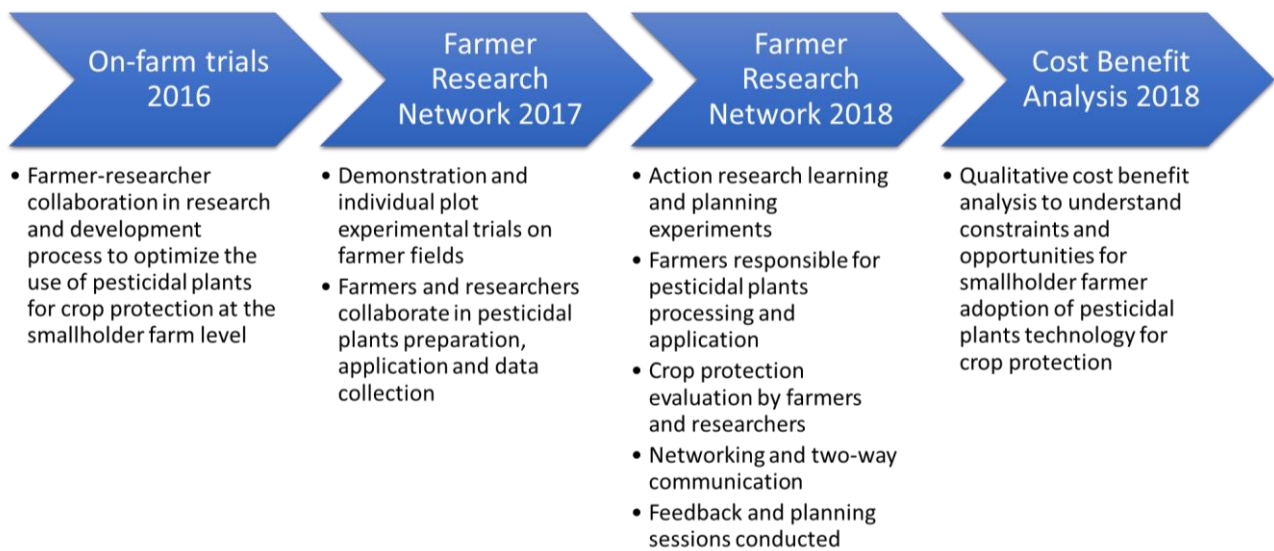 On-farm trials
2016
• Farmer-researcher
collaboration in research
and development
process to optimize the
use of pesticidal plants
for crop protection at the
smallholder farm level
Farmer
Research
Network 2017
• Demonstration and
individual plot
experimental trials on
farmer fields
• Farmers and researchers
collaborate in pesticidal
plants preparation,
application and data
collection
Farmer
Research
Network 2018
• Action research learning
and planning
experiments
• Farmers responsible for
pesticidal plants
processing and
application
• Crop protection
evaluation by farmers
and researchers
• Networking and two-way
communication
• Feedback and planning
sessions conducted
Cost Benefit
Analysis 2018
• Qualitative cost benefit
analysis to understand
constraints and
opportunities for
smallholder farmer
adoption of pesticidal
plants technology for
crop protection